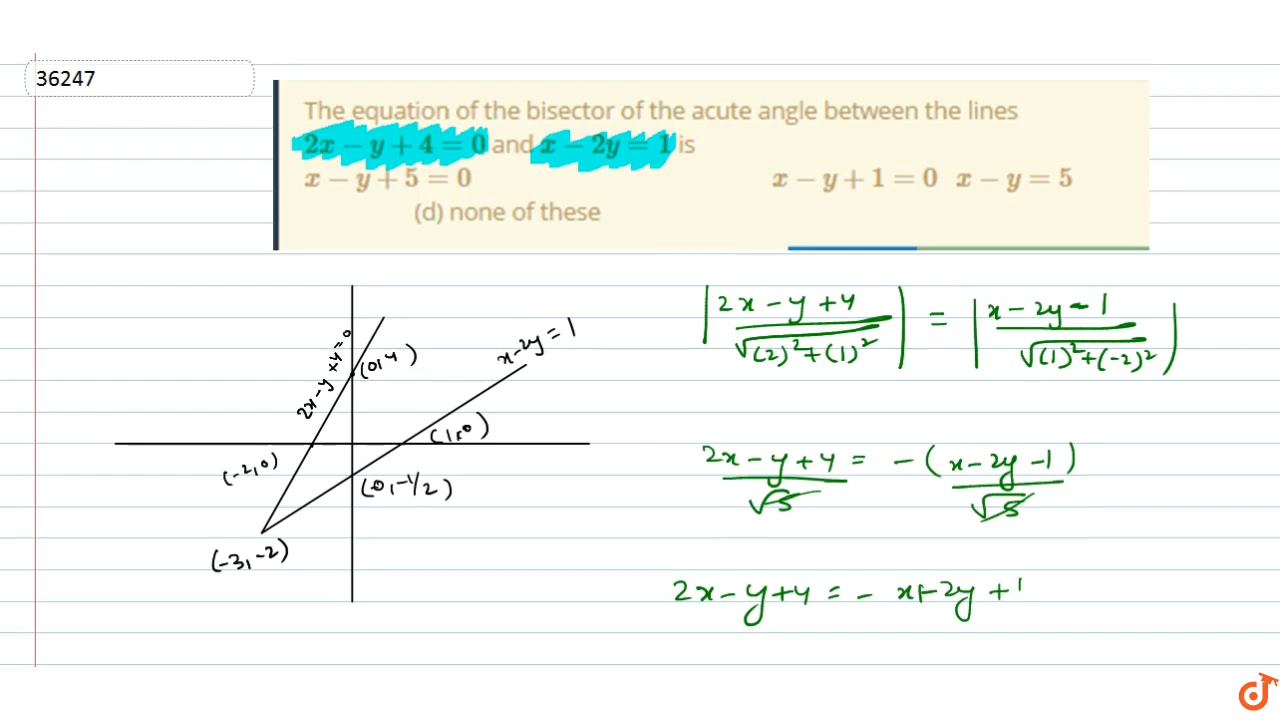 36247
The equation of the bisector of the acute angle between the lines
2x − y + 4 = 0 and x − 2y = 1 is
x − y + 5 = 0 x − y + 1 = 0 x − y = 5
(d) none of these
2x-y+4=0
(0,4)
x-2y=1
(1,0)
(-2,0)
(0,-1/2)
(-3,-2)
|2x-y+4/√(2)²+(1)²| = |x-2y-1/√(1)²+(-2)²|
2x-y+4/√5 = -(x-2y-1)/√5
2x-y+4 = - x+2y+1